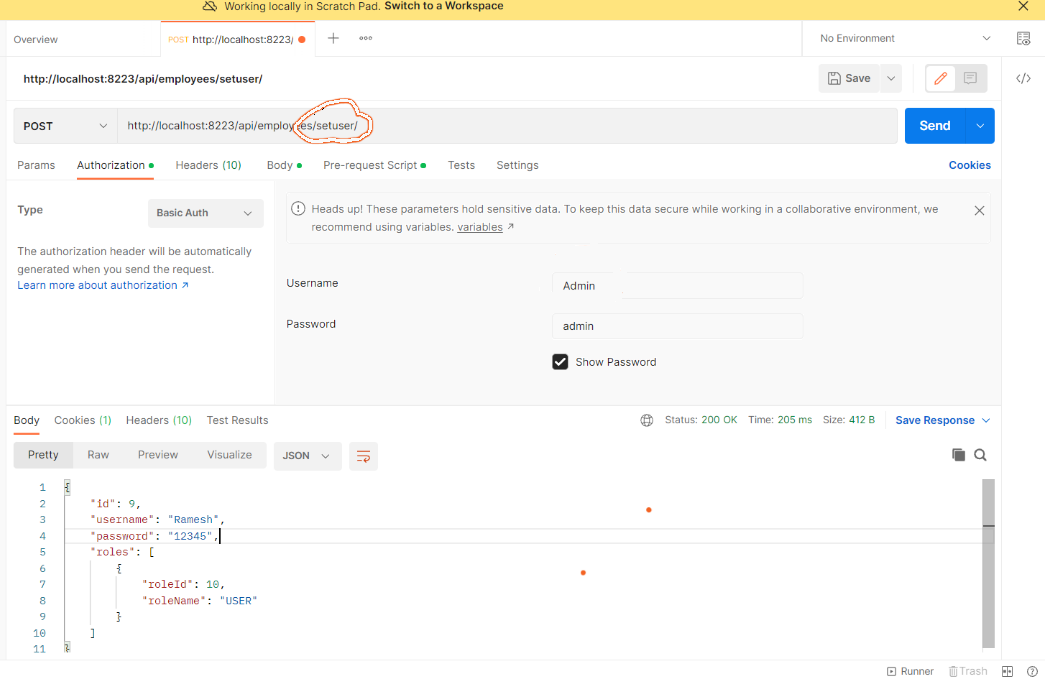 Working locally in Scratch Pad. Switch to a Workspace
Overview
POST http://localhost:8223/
No Environment
http://localhost:8223/api/employees/setuser/
Save
POST
http://localhost:8223/api/employees/setuser/
Send
Params
Authorization
Headers (10)
Body
Pre-request Script
Tests
Settings
Cookies
Type
Basic Auth
The authorization header will be automatically
generated when you send the request.
Learn more about authorization ↗
Heads up! These parameters hold sensitive data. To keep this data secure while working in a collaborative environment, we
recommend using variables. variables ↗
Username
Admin
Password
admin
Show Password
Body
Cookies (1)
Headers (10)
Test Results
Status: 200 OK
Time: 205 ms
Size: 412 B
Save Response
Pretty
Raw
Preview
Visualize
JSON
1 {
2 "id": 9,
3 "username": "Ramesh",
4 "password": "12345",
5 "roles": [
6 {
7 "roleId": 10,
8 "roleName": "USER"
9 }
10 ]
11 }
Runner
Trash